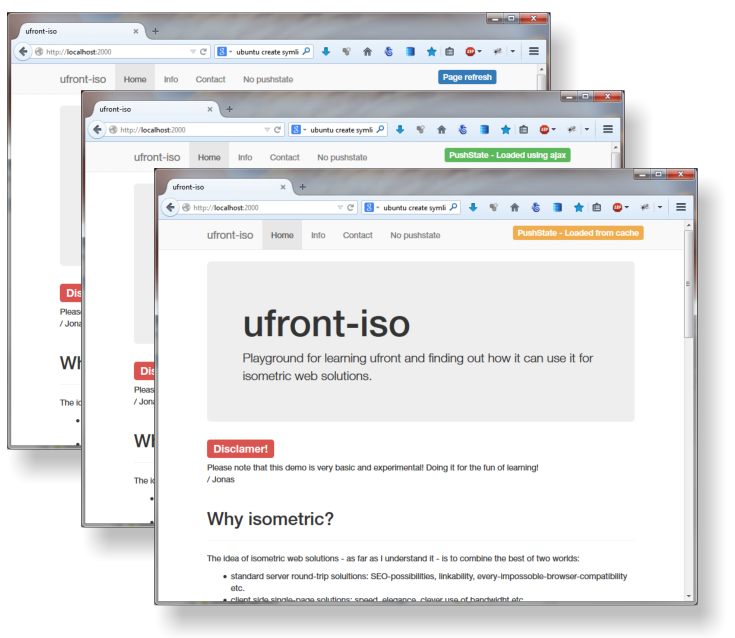 ufront-iso
http://localhost:2000
ubuntu create symli
ufront-iso Home Info Contact No pushstate Page refresh
Dis
Pleas
/ Jona
Wh
The id
ufront-iso
http://localhost:2000
ubuntu create symli
ufront-iso Home Info Contact No pushstate PushState - Loaded using ajax
Dis
Pleas
/ Jona
Wh
The id
ufront-iso
http://localhost:2000
ubuntu create symli
ufront-iso Home Info Contact No pushstate PushState - Loaded from cache
ufront-iso
Playground for learning ufront and finding out how it can use it for
isometric web solutions.
Disclamer!
Please note that this demo is very basic and experimental! Doing it for the fun of learning!
/ Jonas
Why isometric?
The idea of isometric web solutions - as far as I understand it - is to combine the best of two worlds:
• standard server round-trip soluitions: SEO-possibilities, linkability, every-impossoble-browser-compatibility
etc.
• client side single-page solutions: speed, elegance, clever use of bandwidht etc